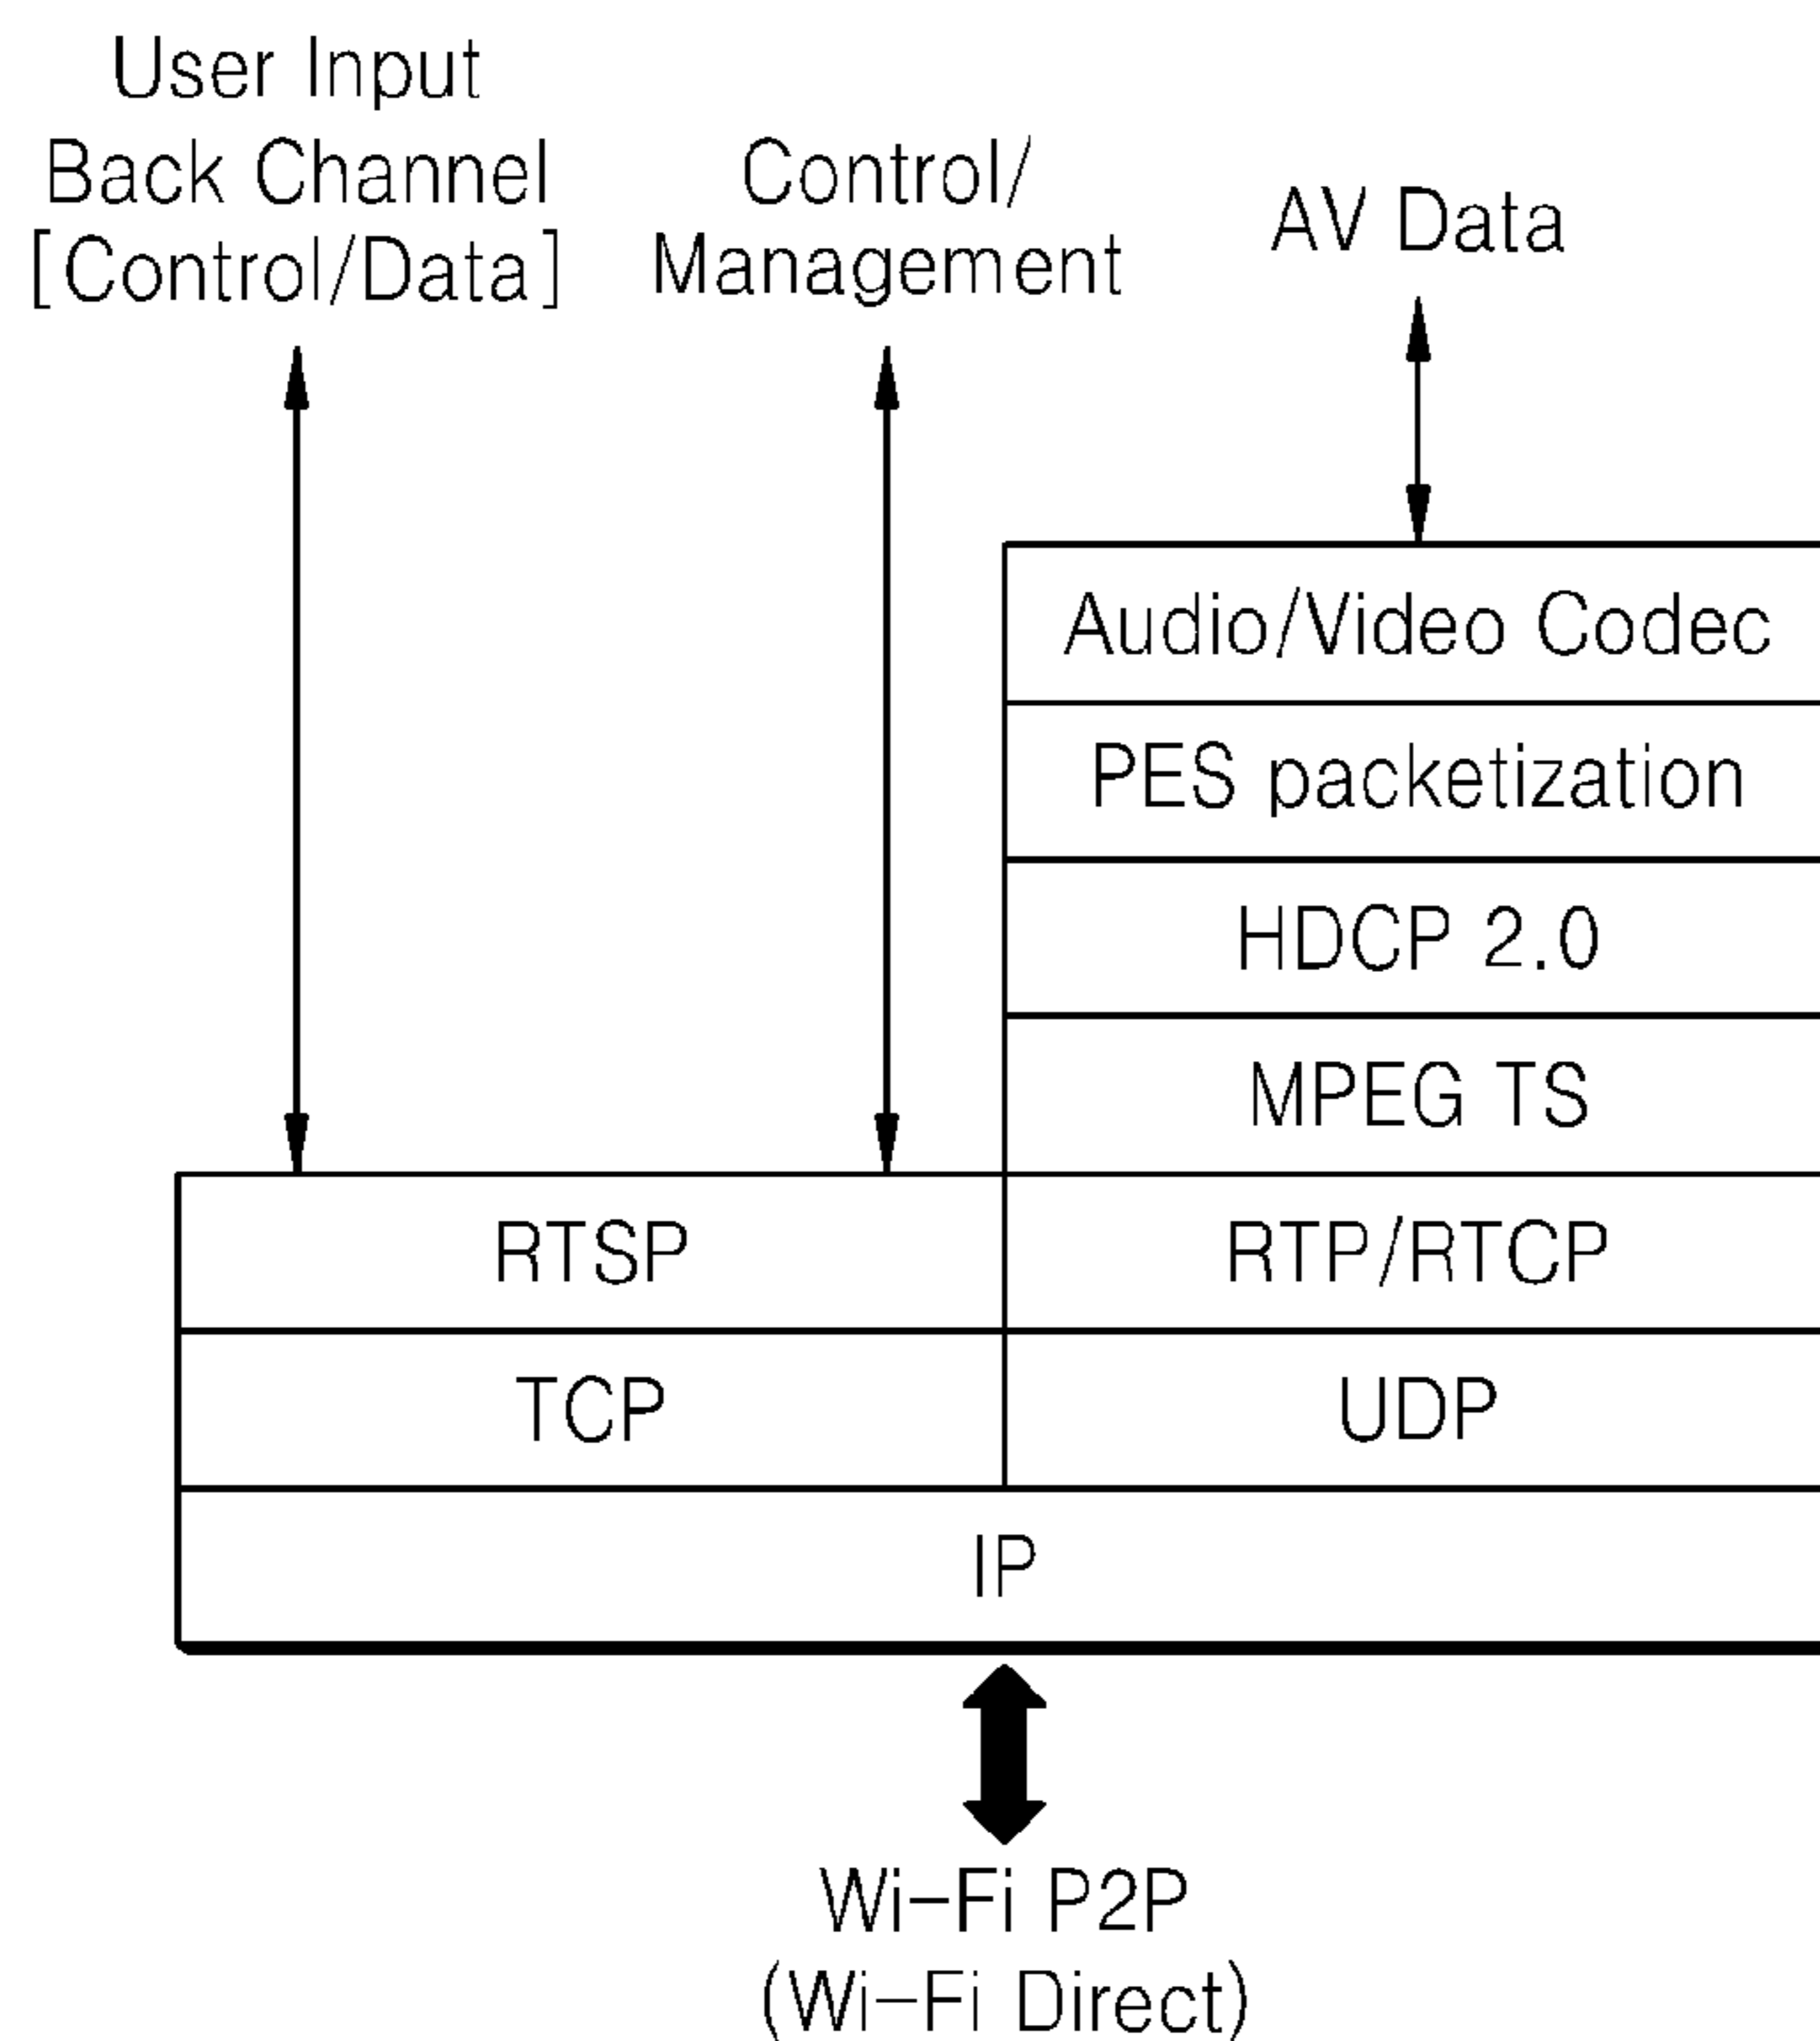 User Input
Back Channel
[Control/Data]
Control/
Management
AV Data
Audio/Video Codec
PES packetization
HDCP 2.0
MPEG TS
RTSP
RTP/RTCP
TCP
UDP
IP
Wi-Fi P2P
(Wi-Fi Direct)